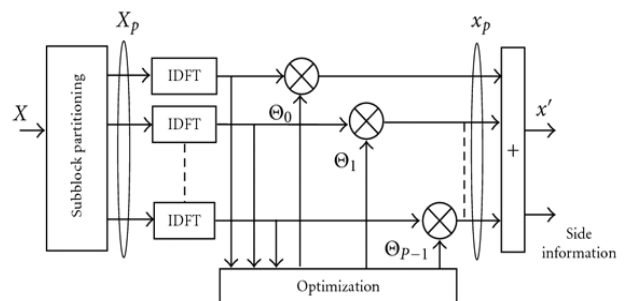 X_p
x_p
IDFT
Θ_0
X
Subblock partitioning
IDFT
x′
+
Θ_1
IDFT
Θ_{P−1}
Side
information
Optimization